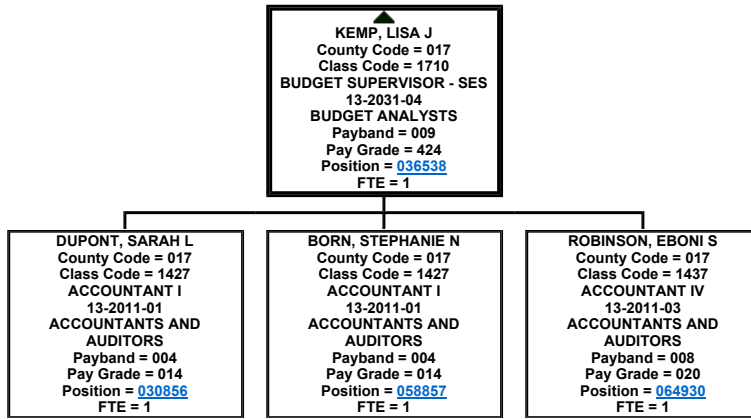 KEMP, LISA J
County Code = 017
Class Code = 1710
BUDGET SUPERVISOR - SES
13-2031-04
BUDGET ANALYSTS
Payband = 009
Pay Grade = 424
Position = 036538
FTE = 1
DUPONT, SARAH L
County Code = 017
Class Code = 1427
ACCOUNTANT I
13-2011-01
ACCOUNTANTS AND
AUDITORS
Payband = 004
Pay Grade = 014
Position = 030856
FTE = 1
BORN, STEPHANIE N
County Code = 017
Class Code = 1427
ACCOUNTANT I
13-2011-01
ACCOUNTANTS AND
AUDITORS
Payband = 004
Pay Grade = 014
Position = 058857
FTE = 1
ROBINSON, EBONI S
County Code = 017
Class Code = 1437
ACCOUNTANT IV
13-2011-03
ACCOUNTANTS AND
AUDITORS
Payband = 008
Pay Grade = 020
Position = 064930
FTE = 1